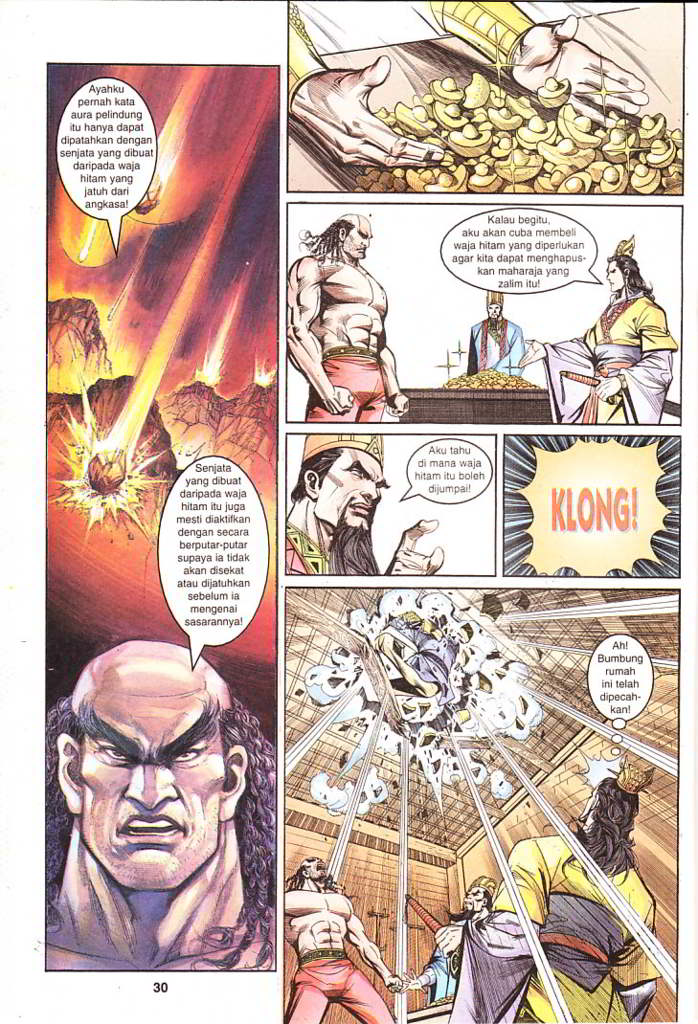 Ayahku
pernah kata
aura pelindung
itu hanya dapat
dipatahkan dengan
senjata yang dibuat
daripada waja
hitam yang
jatuh dari
angkasa!
Senjata
yang dibuat
daripada waja
hitam itu juga
mesti diaktifkan
dengan secara
berputar-putar
supaya ia tidak
akan disekat
atau dijatuhkan
sebelum ia
mengenai
sasarannya!
Kalau begitu,
aku akan cuba membeli
waja hitam yang diperlukan
agar kita dapat menghapus-
kan maharaja yang
zalim itu!
Aku tahu
di mana waja
hitam itu boleh
dijumpai!
KLONG!
Ah!
Bumbung
rumah
ini telah
dipecah-
kan!
30